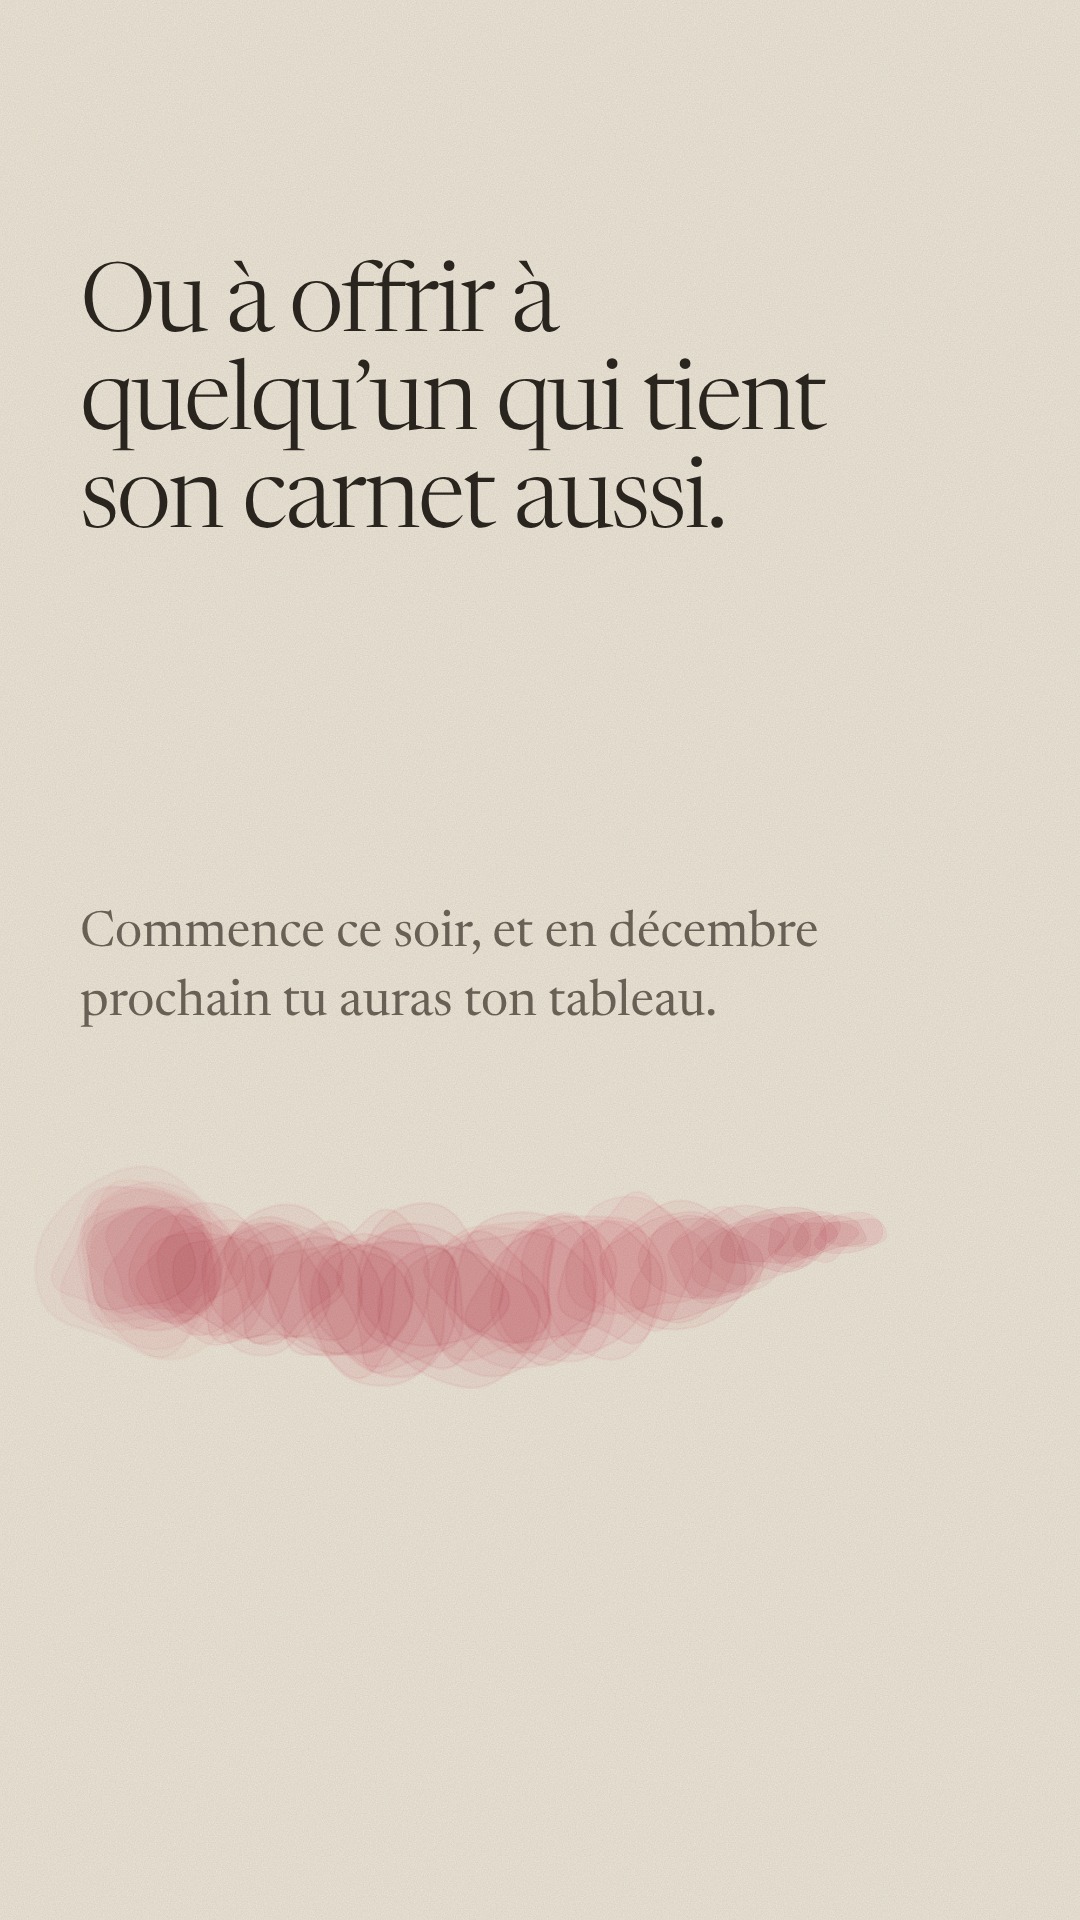 Ou à offrir à
quelqu’un qui tient
son carnet aussi.
Commence ce soir, et en décembre
prochain tu auras ton tableau.